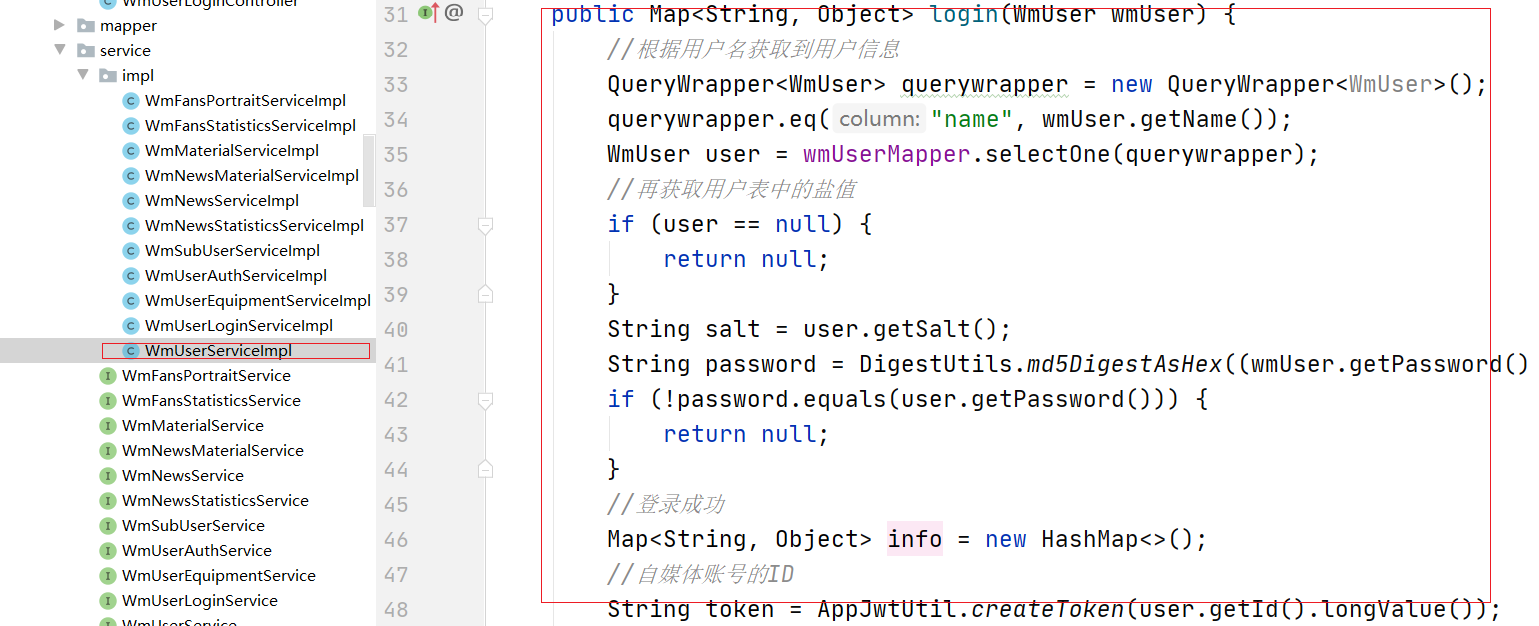 WmUserLoginController
mapper
service
impl
WmFansPortraitServiceImpl
WmFansStatisticsServiceImpl
WmMaterialServiceImpl
WmNewsMaterialServiceImpl
WmNewsServiceImpl
WmNewsStatisticsServiceImpl
WmSubUserServiceImpl
WmUserAuthServiceImpl
WmUserEquipmentServiceImpl
WmUserLoginServiceImpl
WmUserServiceImpl
WmFansPortraitService
WmFansStatisticsService
WmMaterialService
WmNewsMaterialService
WmNewsService
WmNewsStatisticsService
WmSubUserService
WmUserAuthService
WmUserEquipmentService
WmUserLoginService
WmUserService
31 public Map<String, Object> login(WmUser wmUser) {
32 //根据用户名获取到用户信息
33 QueryWrapper<WmUser> querywrapper = new QueryWrapper<WmUser>();
34 querywrapper.eq( column: "name", wmUser.getName());
35 WmUser user = wmUserMapper.selectOne(querywrapper);
36 //再获取用户表中的盐值
37 if (user == null) {
38 return null;
39 }
40 String salt = user.getSalt();
41 String password = DigestUtils.md5DigestAsHex((wmUser.getPassword()
42 if (!password.equals(user.getPassword())) {
43 return null;
44 }
45 //登录成功
46 Map<String, Object> info = new HashMap<>();
47 //自媒体账号的ID
48 String token = AppJwtUtil.createToken(user.getId().longValue());